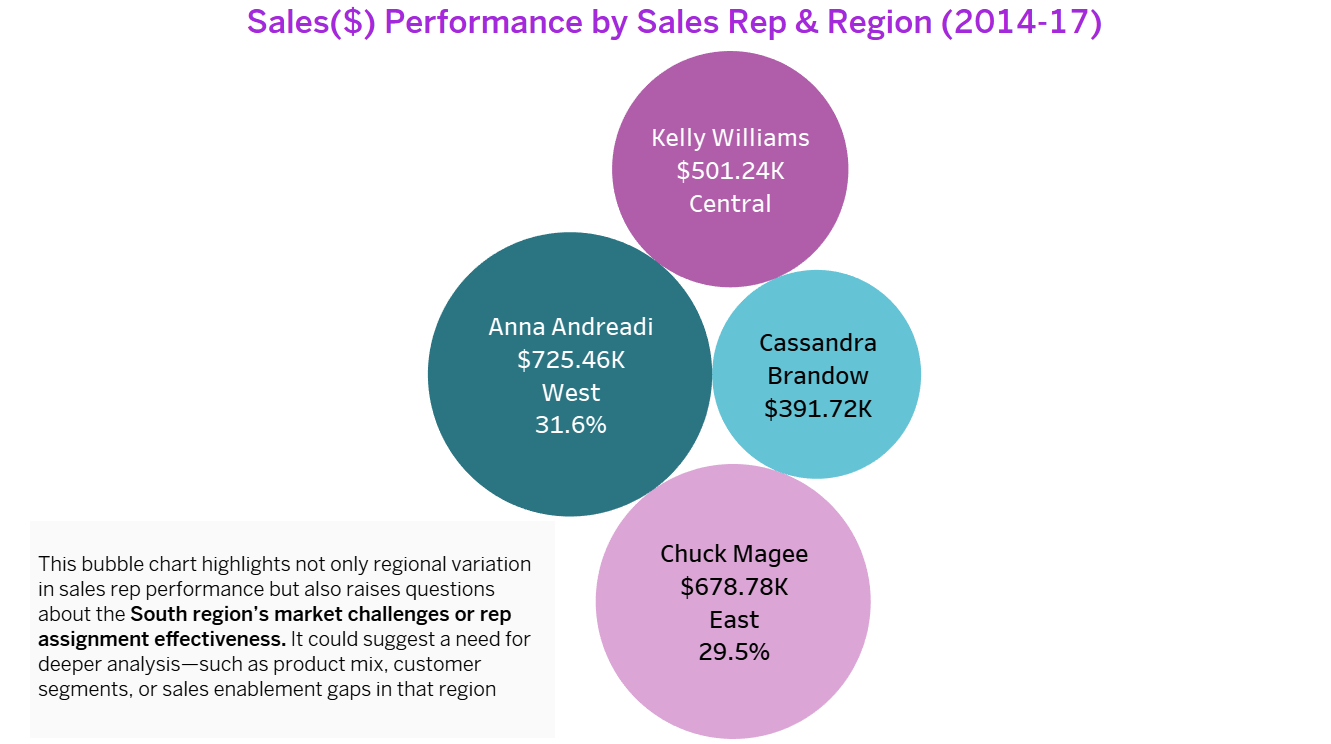 Sales($) Performance by Sales Rep & Region (2014-17)
Kelly Williams
$501.24K
Central
Anna Andreadi
$725.46K
West
31.6%
Cassandra
Brandow
$391.72K
Chuck Magee
$678.78K
East
29.5%
This bubble chart highlights not only regional variation
in sales rep performance but also raises questions
about the South region’s market challenges or rep
assignment effectiveness. It could suggest a need for
deeper analysis—such as product mix, customer
segments, or sales enablement gaps in that region